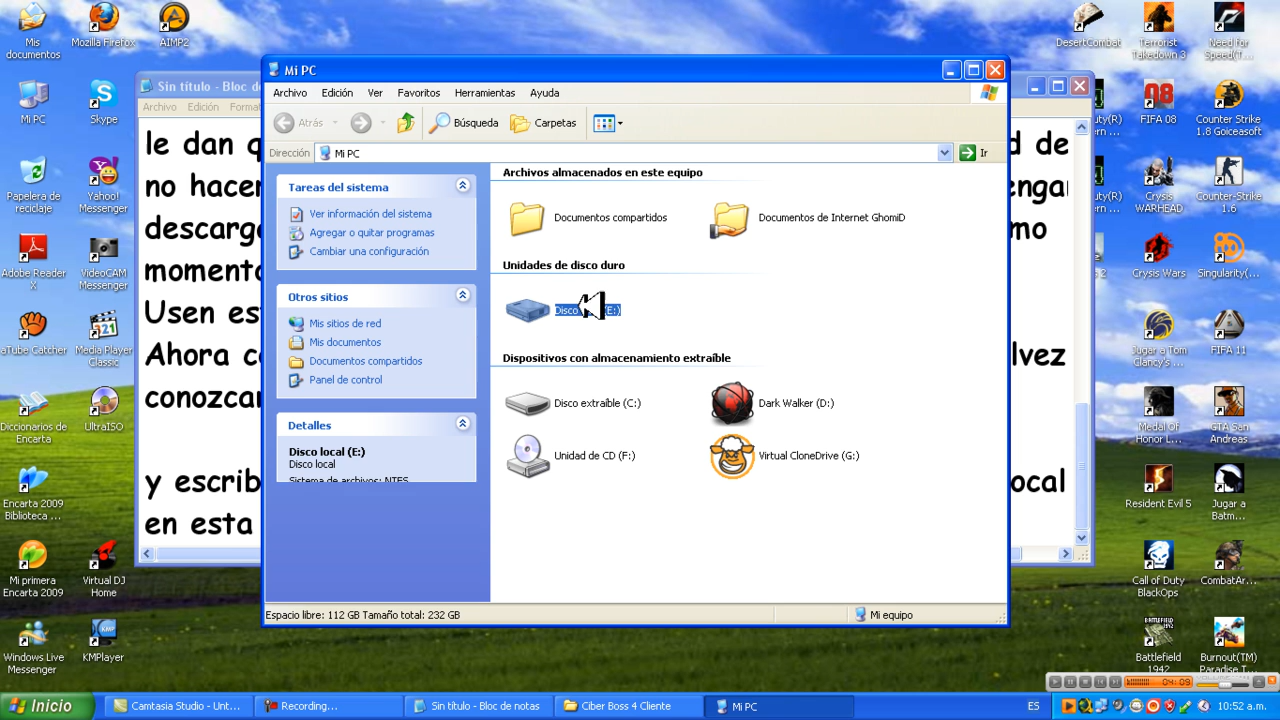 Mis documentos
Mozilla Firefox
AIMP2
Mi PC
Skype
Papelera de reciclaje
Yahoo! Messenger
Adobe Reader X
VideoCAM Messenger
aTube Catcher
Media Player Classic
Diccionarios de Encarta
UltraISO
Encarta 2009 Biblioteca ...
Mi primera Encarta 2009
Virtual DJ Home
Windows Live Messenger
KMPlayer
Sin título - Bloc de
Archivo Edición
le dan
no hacer
descarg
momento
Usen es
Ahora c
conozcar
y escrib
en esta
d de
mo
lvez
ocal
Mi PC
Archivo Edición Ver Favoritos Herramientas Ayuda
Atrás Búsqueda Carpetas
Dirección Mi PC Ir
Tareas del sistema
Ver información del sistema
Agregar o quitar programas
Cambiar una configuración
Otros sitios
Mis sitios de red
Mis documentos
Documentos compartidos
Panel de control
Detalles
Disco local (E:)
Disco local
Sistema de archivos: NTFS
Archivos almacenados en este equipo
Documentos compartidos
Documentos de Internet GhomiD
Unidades de disco duro
Disco (E:)
Dispositivos con almacenamiento extraíble
Disco extraíble (C:)
Dark Walker (D:)
Unidad de CD (F:)
Virtual CloneDrive (G:)
Espacio libre: 112 GB Tamaño total: 232 GB
Mi equipo
DesertCombat
Terrorist Takedown 3
Need for Speed(T...
FIFA 08
Counter Strike 1.8 Goiceasoft
Crysis WARHEAD
Counter-Strike 1.6
Crysis Wars
Singularity(...
Jugar a Tom Clancy's ...
FIFA 11
Medal Of Honor L...
GTA San Andreas
Resident Evil 5
Jugar a Batm...
Call of Duty BlackOps
CombatAr...
Battlefield 1942
Burnout(TM) Paradise T...
04:09
Inicio
Camtasia Studio - Unt...
Recording...
Sin título - Bloc de notas
Ciber Boss 4 Cliente
Mi PC
ES
10:52 a.m.